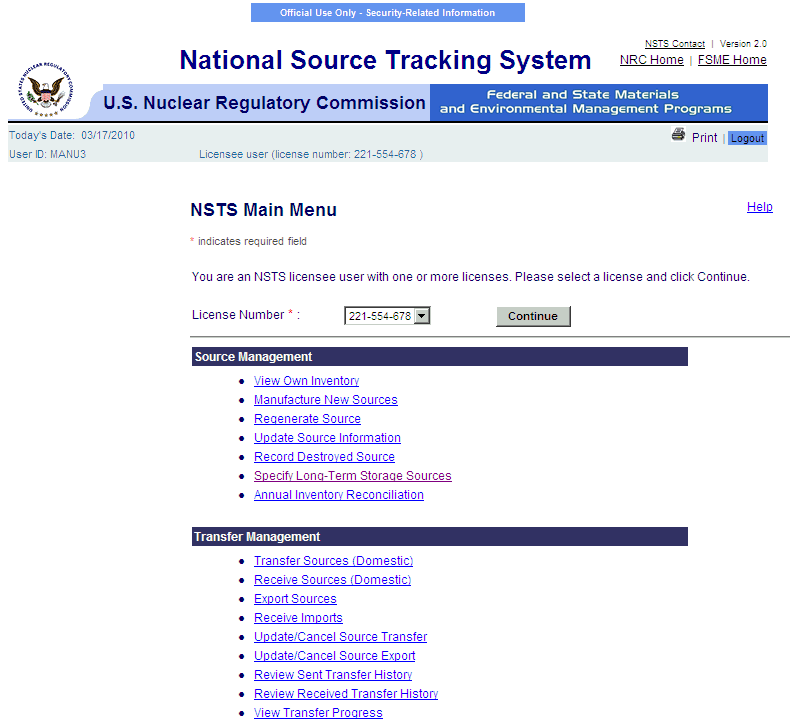 Official Use Only - Security-Related Information
NSTS Contact | Version 2.0
National Source Tracking System
NRC Home | FSME Home
UNITED STATES NUCLEAR REGULATORY COMMISSION
U.S. Nuclear Regulatory Commission
Federal and State Materials
and Environmental Management Programs
Today's Date: 03/17/2010
Print | Logout
User ID: MANU3
Licensee user (license number: 221-554-678 )
NSTS Main Menu
Help
* indicates required field
You are an NSTS licensee user with one or more licenses. Please select a license and click Continue.
License Number * :
221-554-678
Continue
Source Management
• View Own Inventory
• Manufacture New Sources
• Regenerate Source
• Update Source Information
• Record Destroyed Source
• Specify Long-Term Storage Sources
• Annual Inventory Reconciliation
Transfer Management
• Transfer Sources (Domestic)
• Receive Sources (Domestic)
• Export Sources
• Receive Imports
• Update/Cancel Source Transfer
• Update/Cancel Source Export
• Review Sent Transfer History
• Review Received Transfer History
• View Transfer Progress